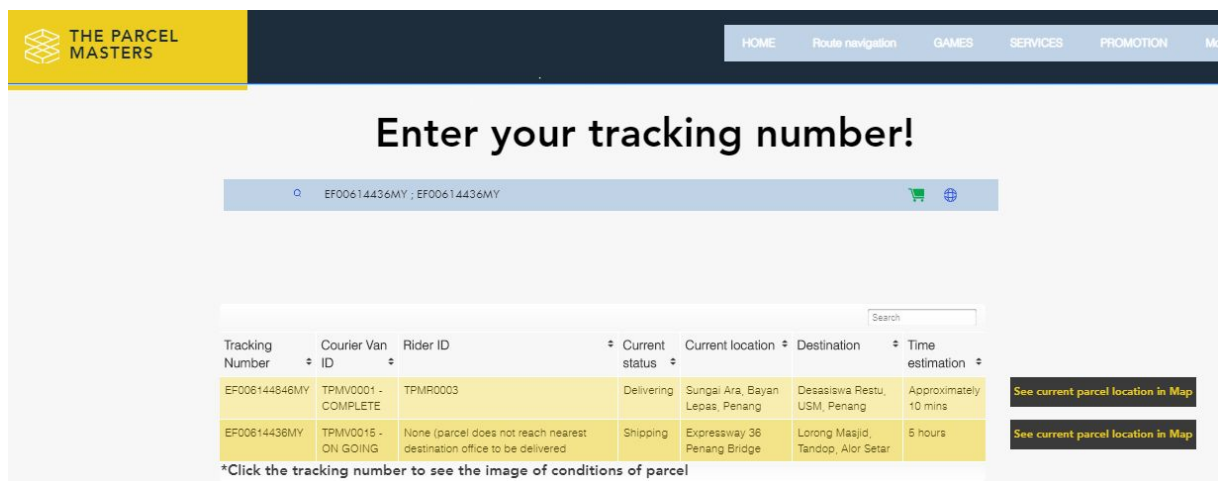 THE PARCEL
MASTERS
HOME Route navigation GAMES SERVICES PROMOTION
Enter your tracking number!
EF00614436MY ; EF00614436MY
Search
Tracking Number Courier Van ID Rider ID Current status Current location Destination Time estimation
EF006144846MY TPMV0001 - COMPLETE TPMR0003 Delivering Sungai Ara, Bayan Lepas, Penang Desasiswa Restu, USM, Penang Approximately 10 mins See current parcel location in Map
EF00614436MY TPMV0015 - ON GOING None (parcel does not reach nearest destination office to be delivered Shipping Expressway 36 Penang Bridge Lorong Masjid, Tandop, Alor Setar 5 hours See current parcel location in Map
*Click the tracking number to see the image of conditions of parcel